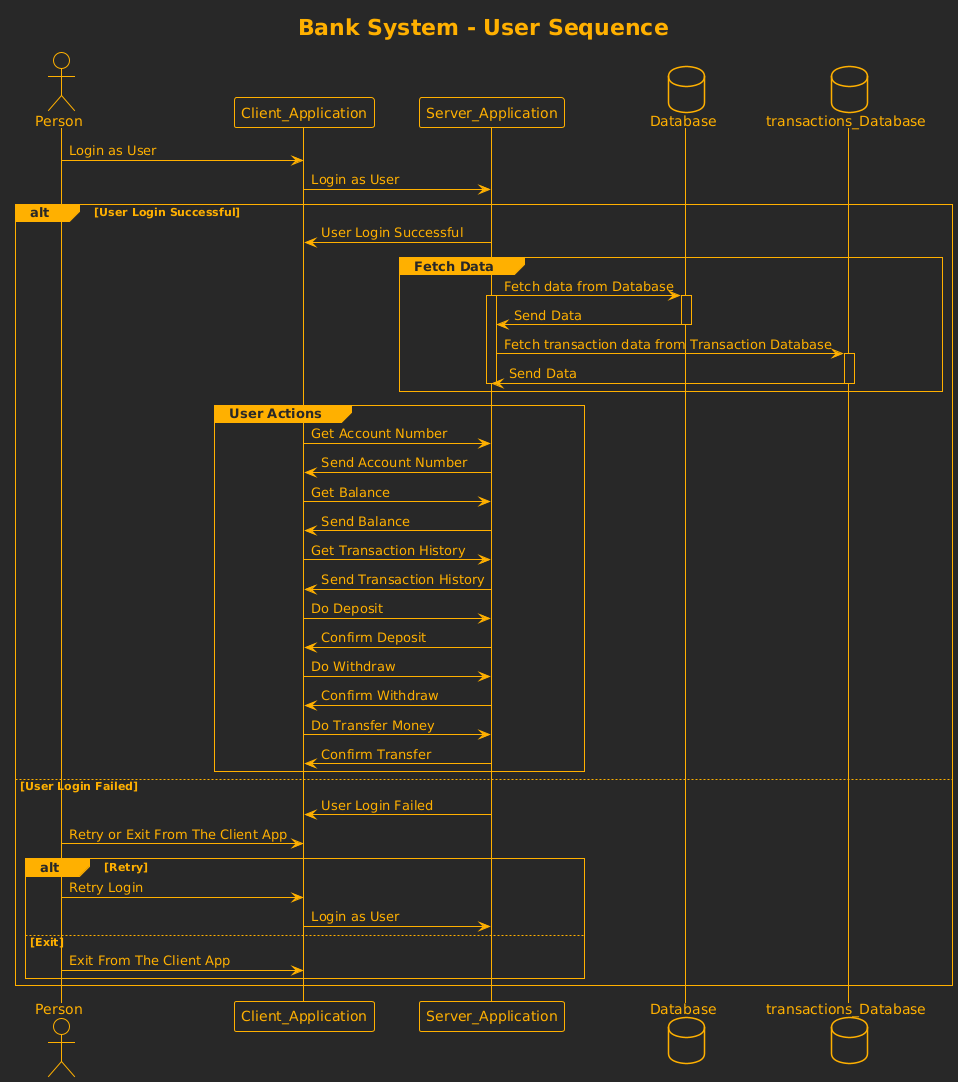 Bank System - User Sequence
Person
Client_Application
Server_Application
Database
transactions_Database
Login as User
Login as User
alt [User Login Successful]
User Login Successful
Fetch Data
Fetch data from Database
Send Data
Fetch transaction data from Transaction Database
Send Data
User Actions
Get Account Number
Send Account Number
Get Balance
Send Balance
Get Transaction History
Send Transaction History
Do Deposit
Confirm Deposit
Do Withdraw
Confirm Withdraw
Do Transfer Money
Confirm Transfer
[User Login Failed]
User Login Failed
Retry or Exit From The Client App
alt [Retry]
Retry Login
Login as User
[Exit]
Exit From The Client App
Person
Client_Application
Server_Application
Database
transactions_Database